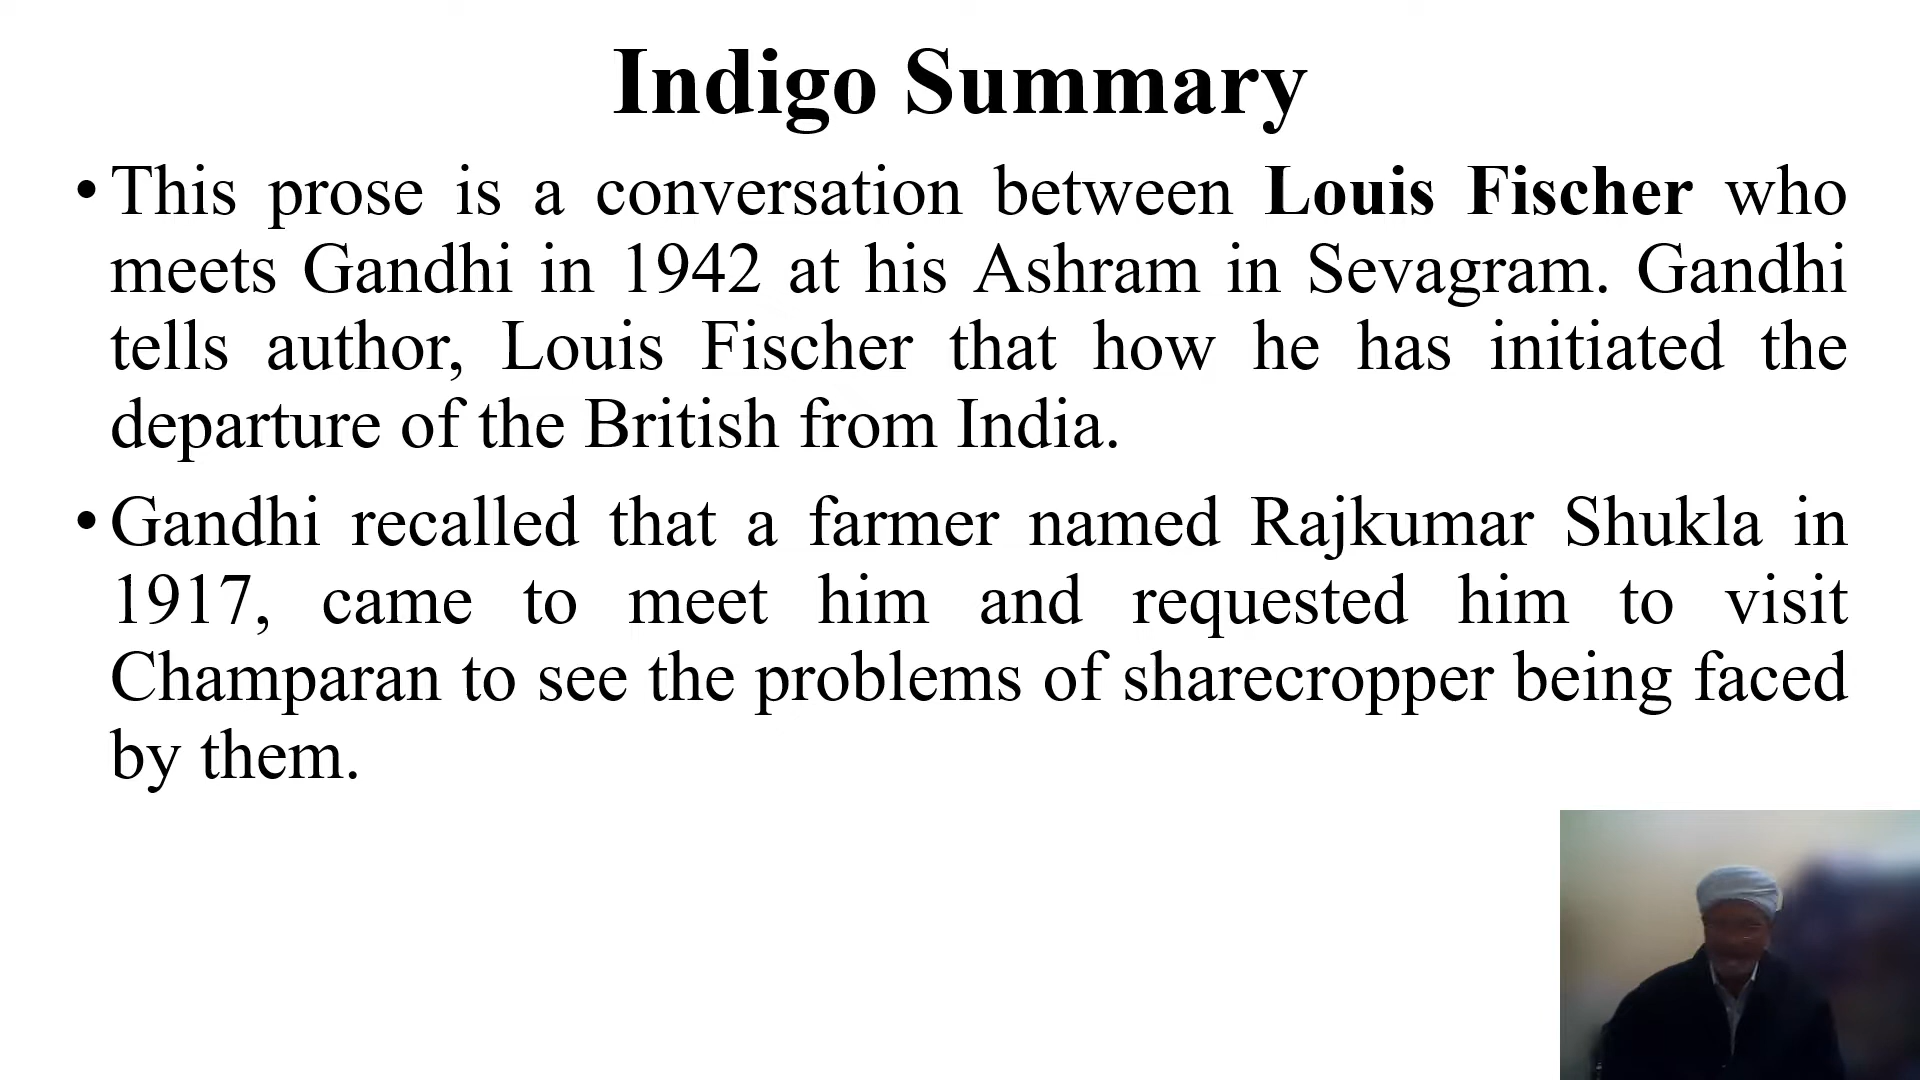 Indigo Summary
• This prose is a conversation between Louis Fischer who
meets Gandhi in 1942 at his Ashram in Sevagram. Gandhi
tells author, Louis Fischer that how he has initiated the
departure of the British from India.
• Gandhi recalled that a farmer named Rajkumar Shukla in
1917, came to meet him and requested him to visit
Champaran to see the problems of sharecropper being faced
by them.